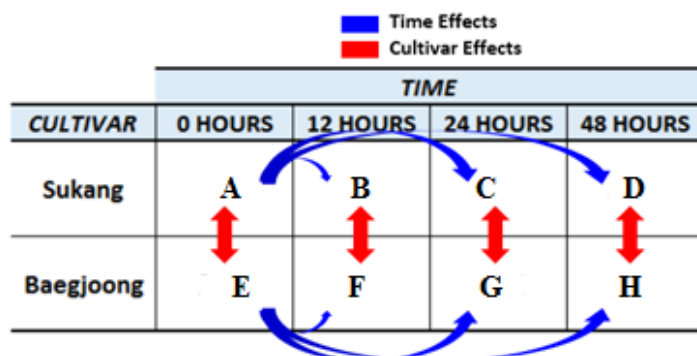 Time Effects
Cultivar Effects
TIME
CULTIVAR 0 HOURS 12 HOURS 24 HOURS 48 HOURS
Sukang A B C D
Baegjoong E F G H